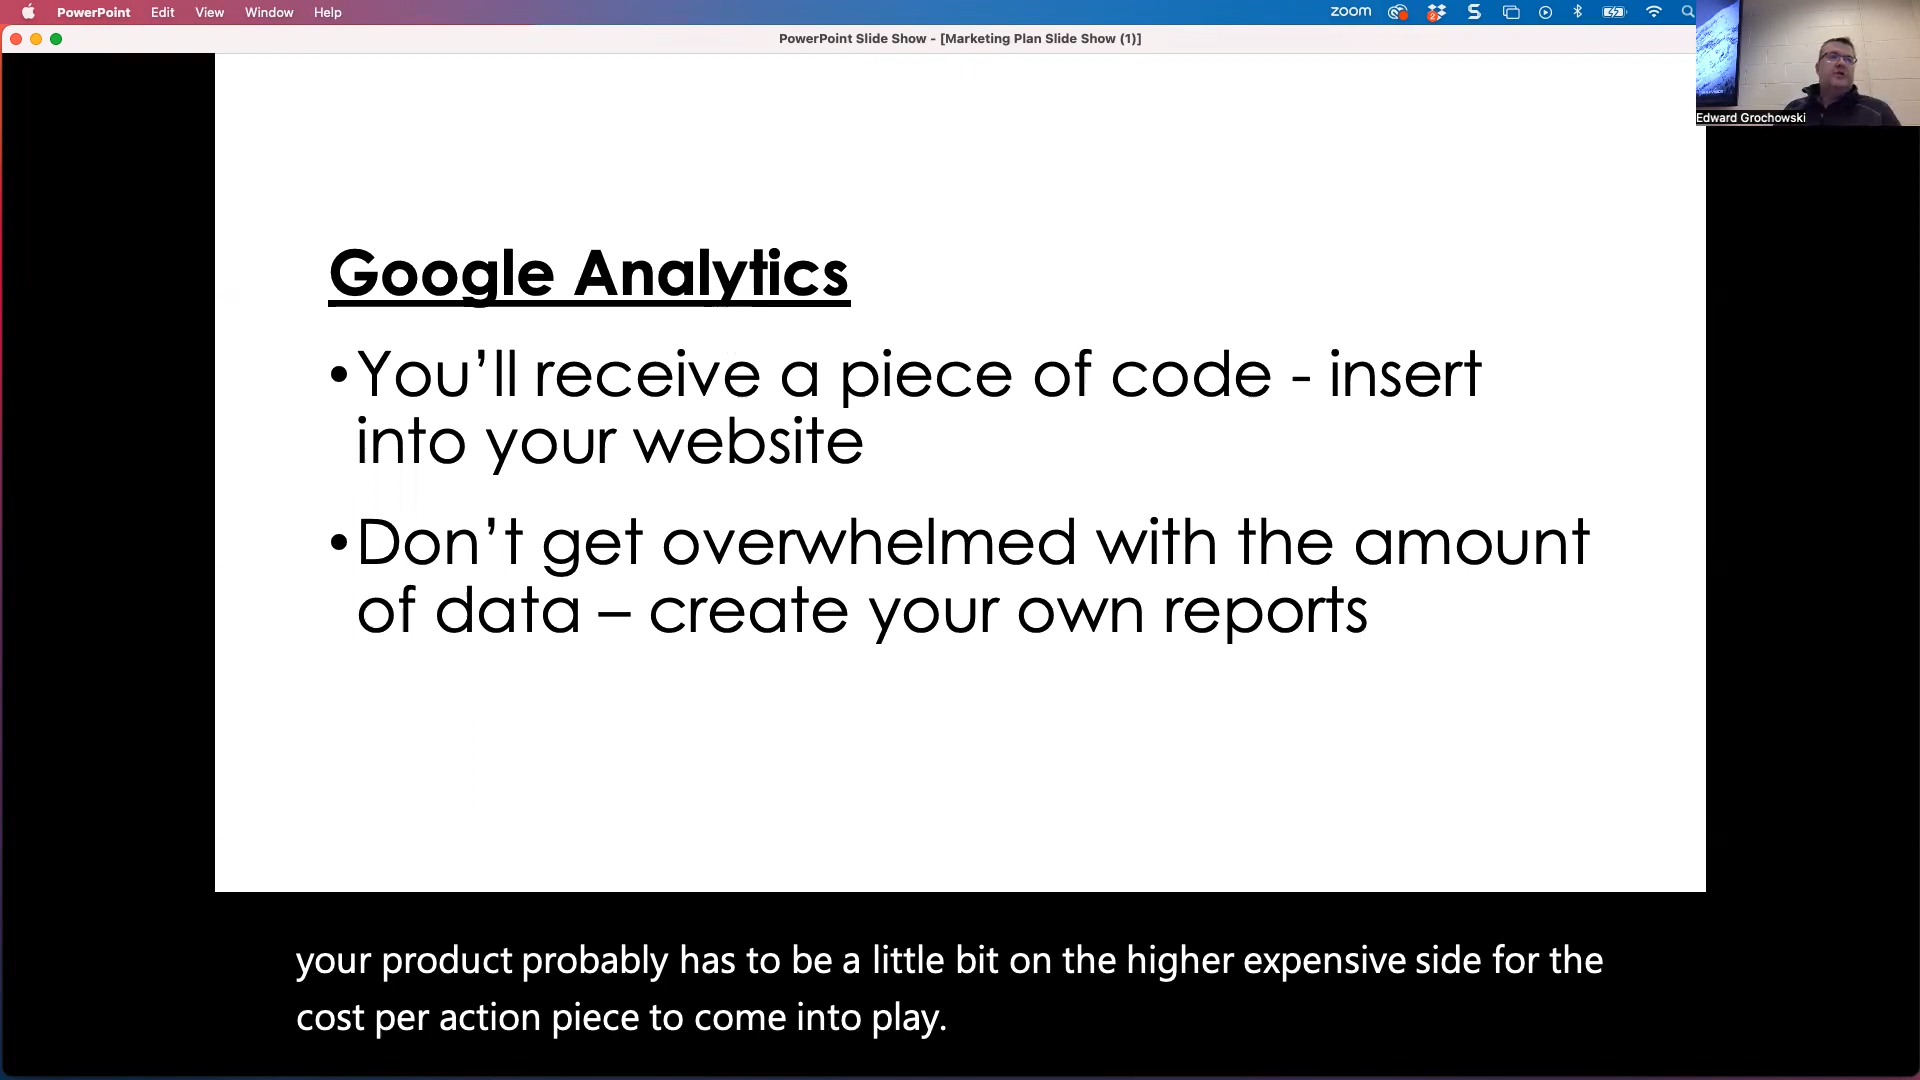 PowerPoint Edit View Window Help zoom
PowerPoint Slide Show - [Marketing Plan Slide Show (1)]
Edward Grochowski
Google Analytics
•You’ll receive a piece of code - insert
into your website
•Don’t get overwhelmed with the amount
of data – create your own reports
your product probably has to be a little bit on the higher expensive side for the
cost per action piece to come into play.